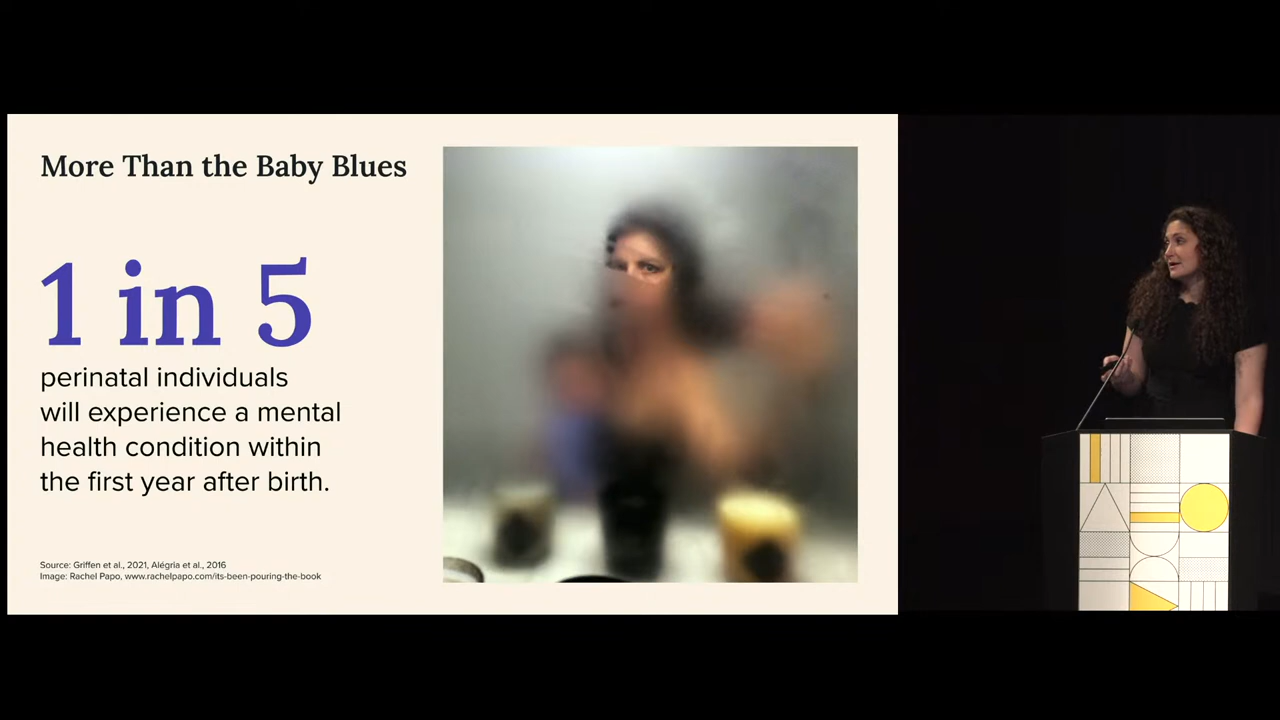 More Than the Baby Blues
1 in 5
perinatal individuals
will experience a mental
health condition within
the first year after birth.
Source: Griffen et al., 2021, Alégria et al., 2016
Image: Rachel Papo, www.rachelpapo.com/its-been-pouring-the-book